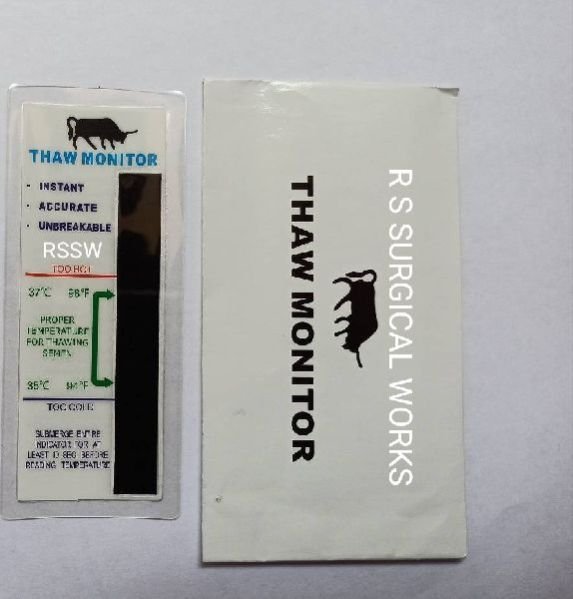 THAW MONITOR
· INSTANT
· ACCURATE
· UNBREAKABLE
RSSW
TOO HOT
37°C 98°F
PROPER
TEMPERATURE
FOR THAWING
SEMEN
35°C 94°F
TOO COLD
SUBMERGE ENTIRE
INDICATOR FOR AT
LEAST 10 SEC BEFORE
READING TEMPERATURE
THAW MONITOR
R S SURGICAL WORKS